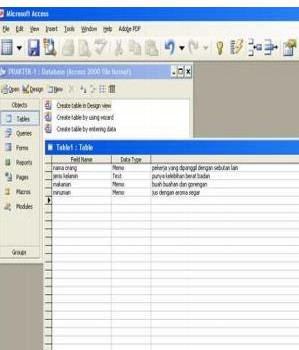 Microsoft Access
File Edit View Insert Tools Window Help Adobe PDF
PRAKTEK-1 : Database (Access 2000 file format)
Open Design New
Objects
Tables
Queries
Forms
Reports
Pages
Macros
Modules
Groups
Create table in Design view
Create table by using wizard
Create table by entering data
Table1 : Table
Field Name Data Type
nama orang Memo pekerja yang dipanggil dengan sebutan lain
jenis kelamin Text punya kelebihan berat badan
makanan Memo buah buahan dan gorengan
minuman Memo jus dengan aroma segar